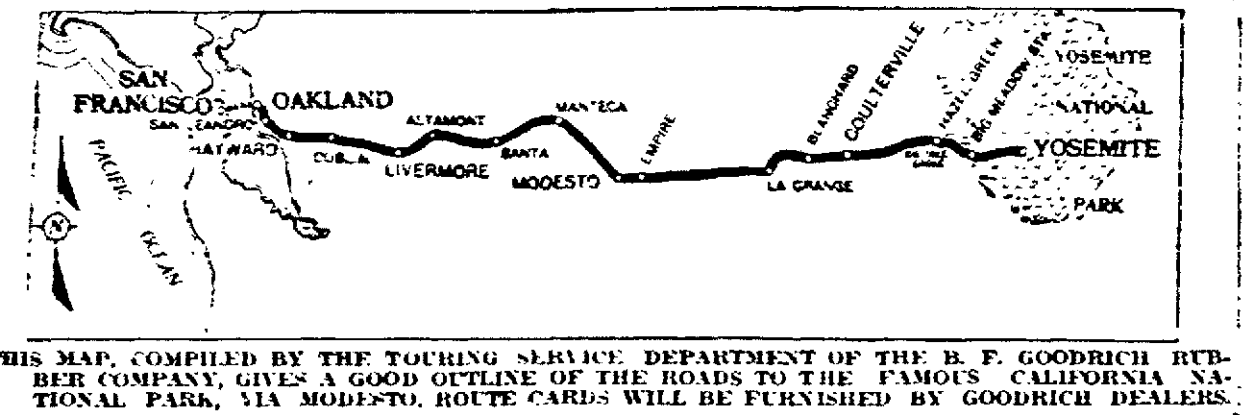 SAN
FRANCISCO
OAKLAND
SAN LEANDRO
HAYWARD
DUBLIN
LIVERMORE
ALTAMONT
BANTA
MANTECA
MODESTO
EMPIRE
LA GRANGE
BLANCHARD
COULTERVILLE
HAZEL GREEN
BIG MEADOW STA.
YOSEMITE
NATIONAL
YOSEMITE
PARK
PACIFIC
OCEAN
N
THIS MAP, COMPILED BY THE TOURING SERVICE DEPARTMENT OF THE B. F. GOODRICH RUB-
BER COMPANY, GIVES A GOOD OUTLINE OF THE ROADS TO THE FAMOUS CALIFORNIA NA-
TIONAL PARK, VIA MODESTO. ROUTE CARDS WILL BE FURNISHED BY GOODRICH DEALERS.